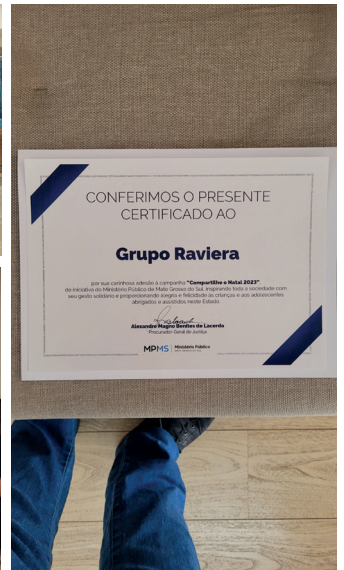 CONFERIMOS O PRESENTE
CERTIFICADO AO
Grupo Raviera
por sua carinhosa adesão à campanha "Compartilhe o Natal 2023",
de iniciativa do Ministério Público de Mato Grosso do Sul, inspirando toda a sociedade com
seu gesto solidário e proporcionando alegria e felicidade às crianças e aos adolescentes
abrigados e assistidos neste Estado.
Alexandre Magno Benites de Lacerda
Procurador-Geral de Justiça
MPMS Ministério Público